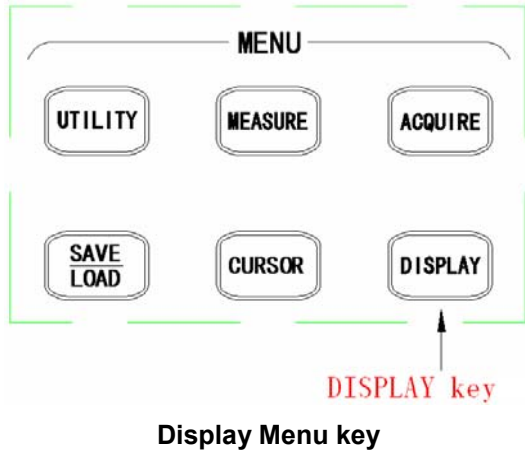 MENU
UTILITY MEASURE ACQUIRE
SAVE
LOAD
CURSOR DISPLAY
DISPLAY key
Display Menu key